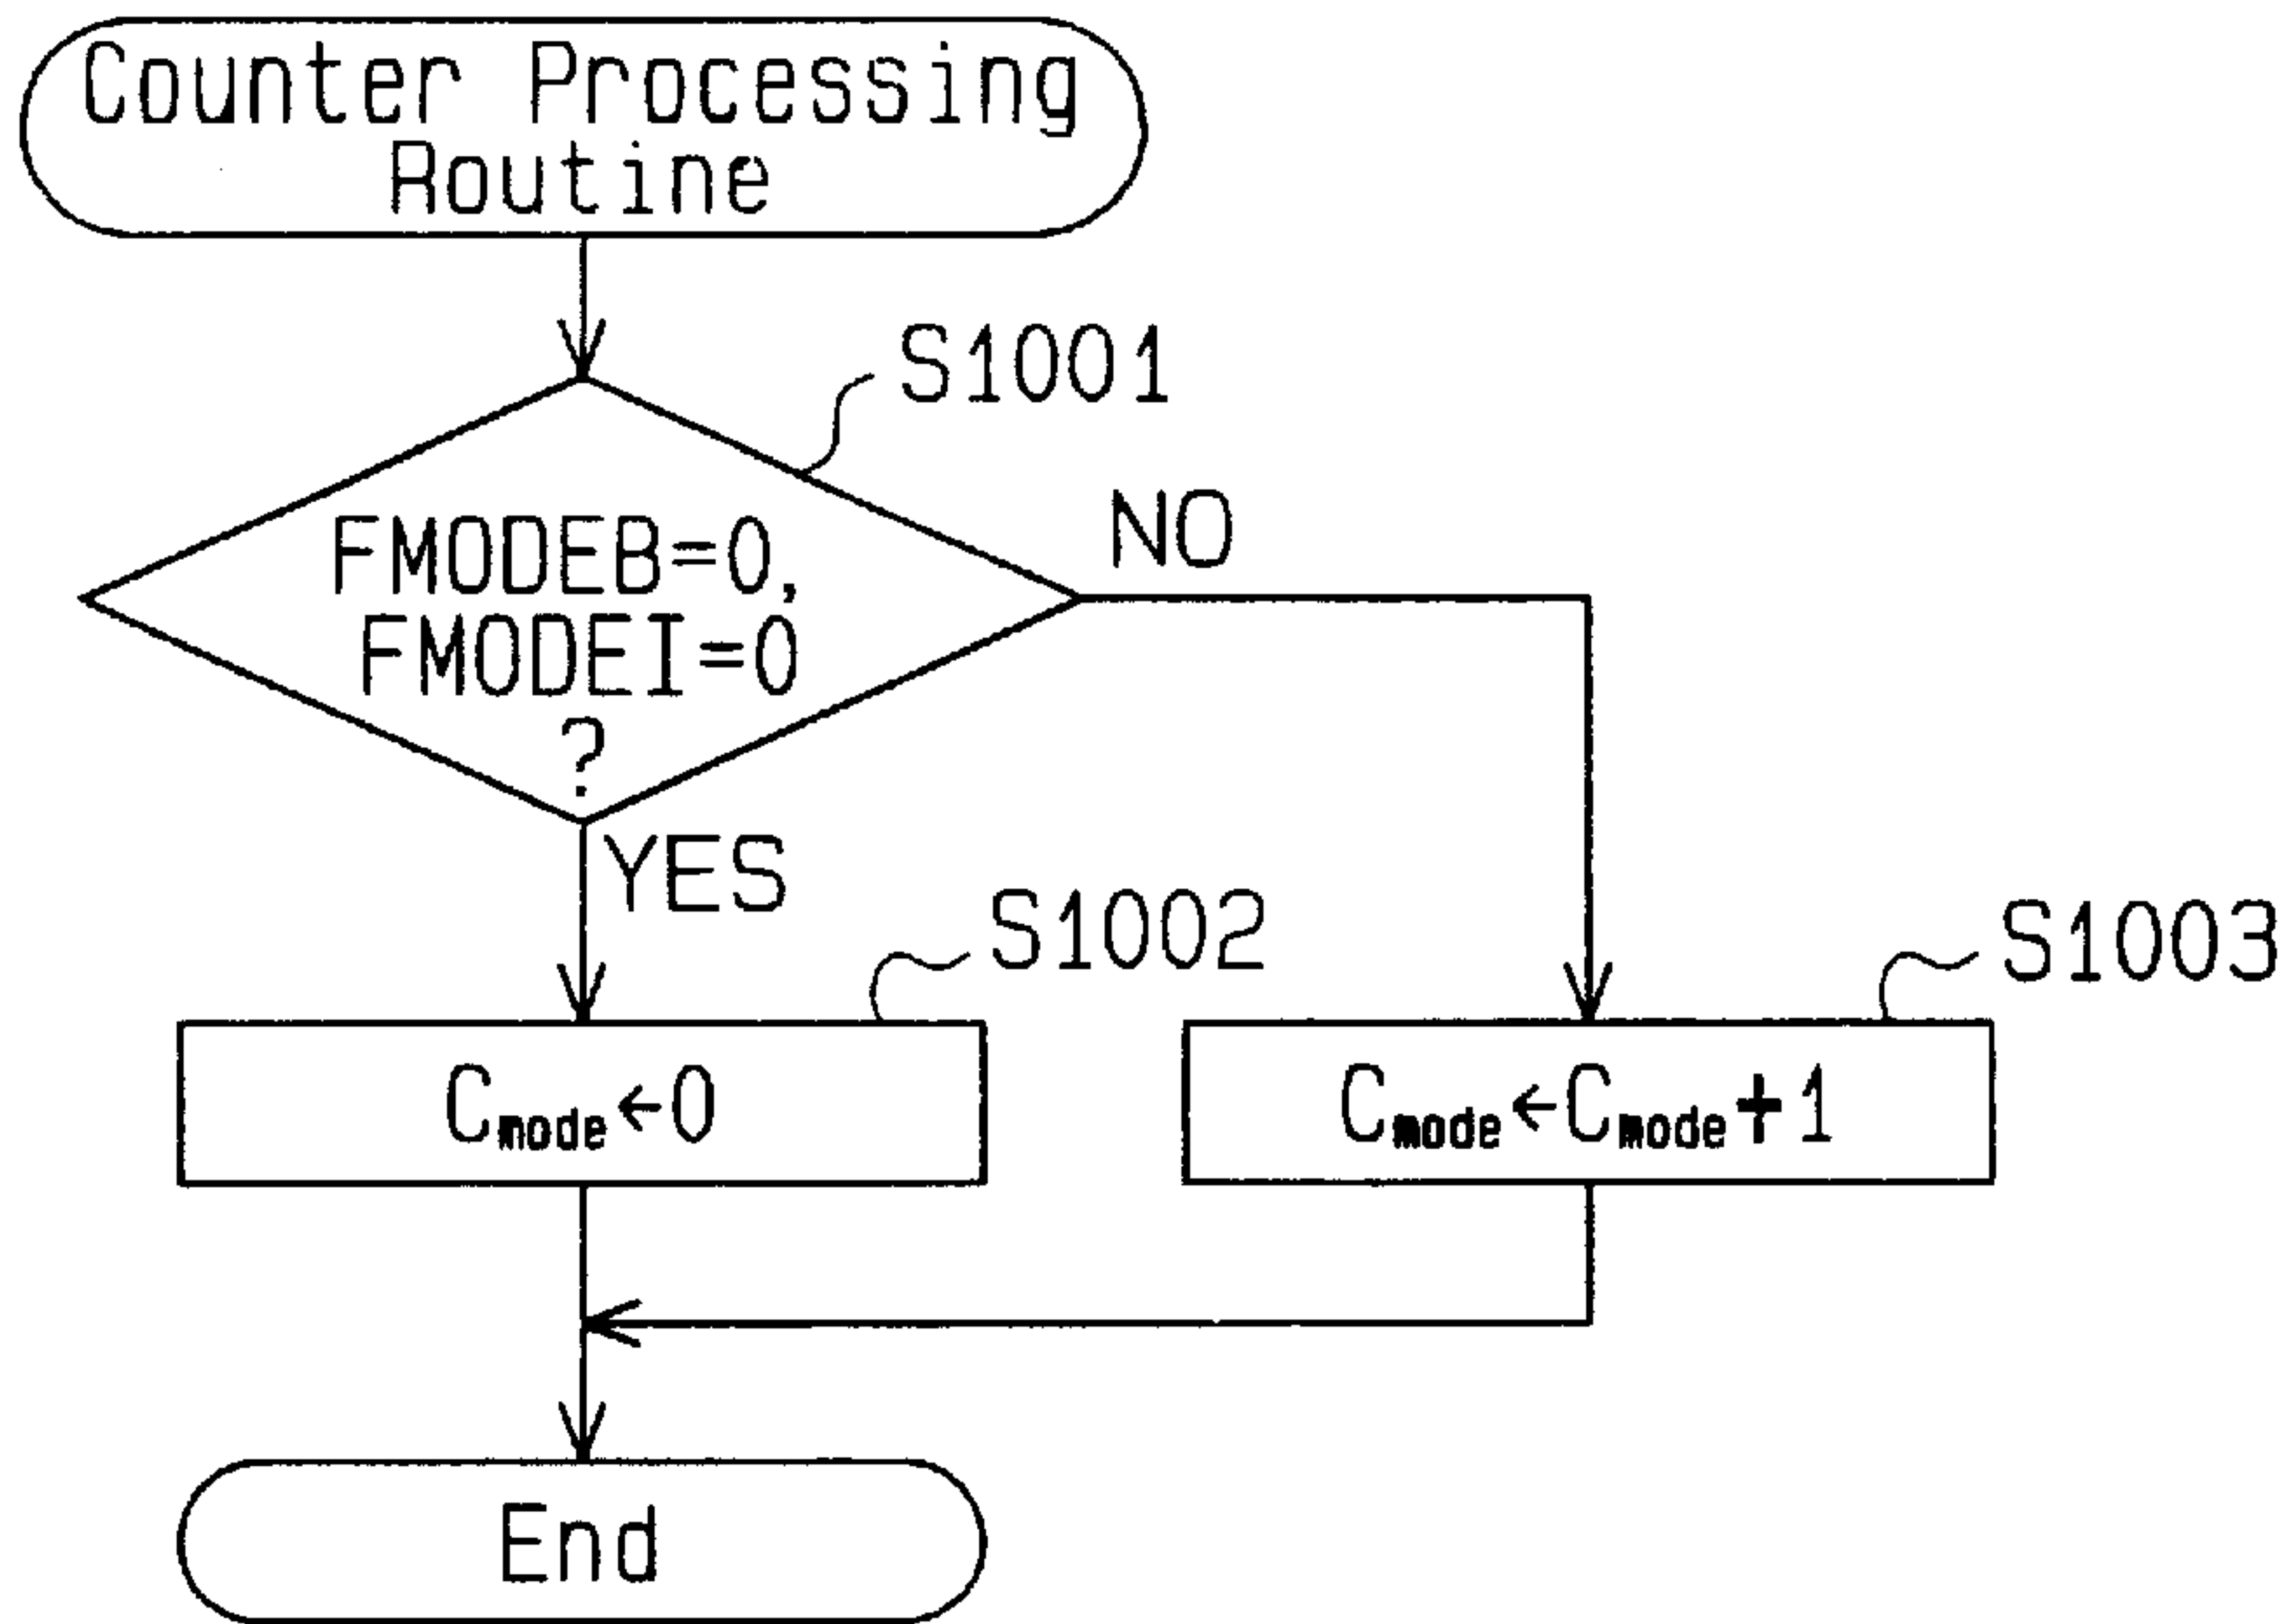 Counter Processing
Routine
S1001
FMODEB=0,
FMODEI=0
?
NO
YES
S1002
S1003
Cmode←0
Cmode←Cmode+1
End